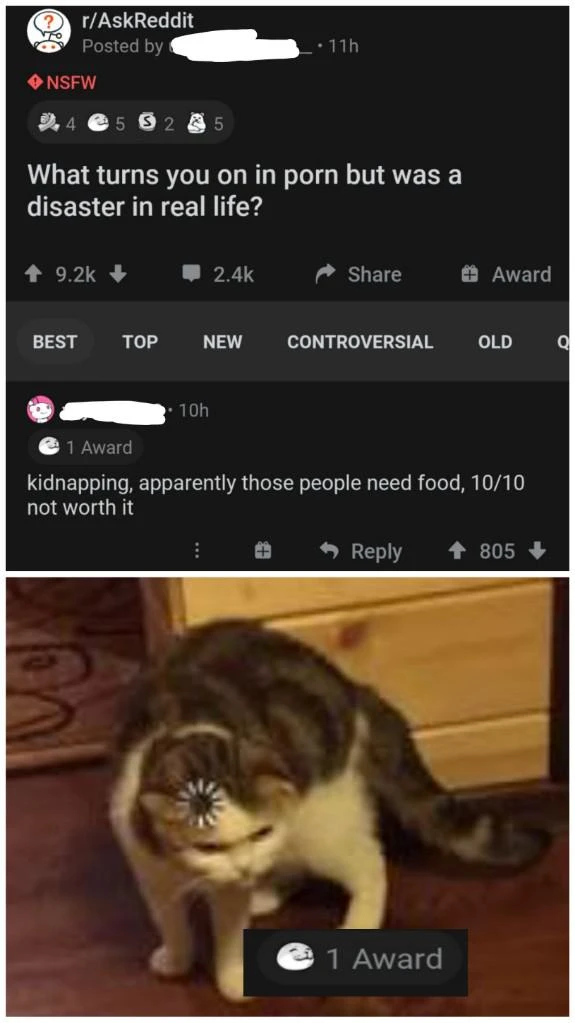 r/AskReddit
Posted by
• 11h
NSFW
4 5 S 2 5
What turns you on in porn but was a
disaster in real life?
9.2k 2.4k Share Award
BEST TOP NEW CONTROVERSIAL OLD Q
• 10h
1 Award
kidnapping, apparently those people need food, 10/10
not worth it
Reply 805
1 Award